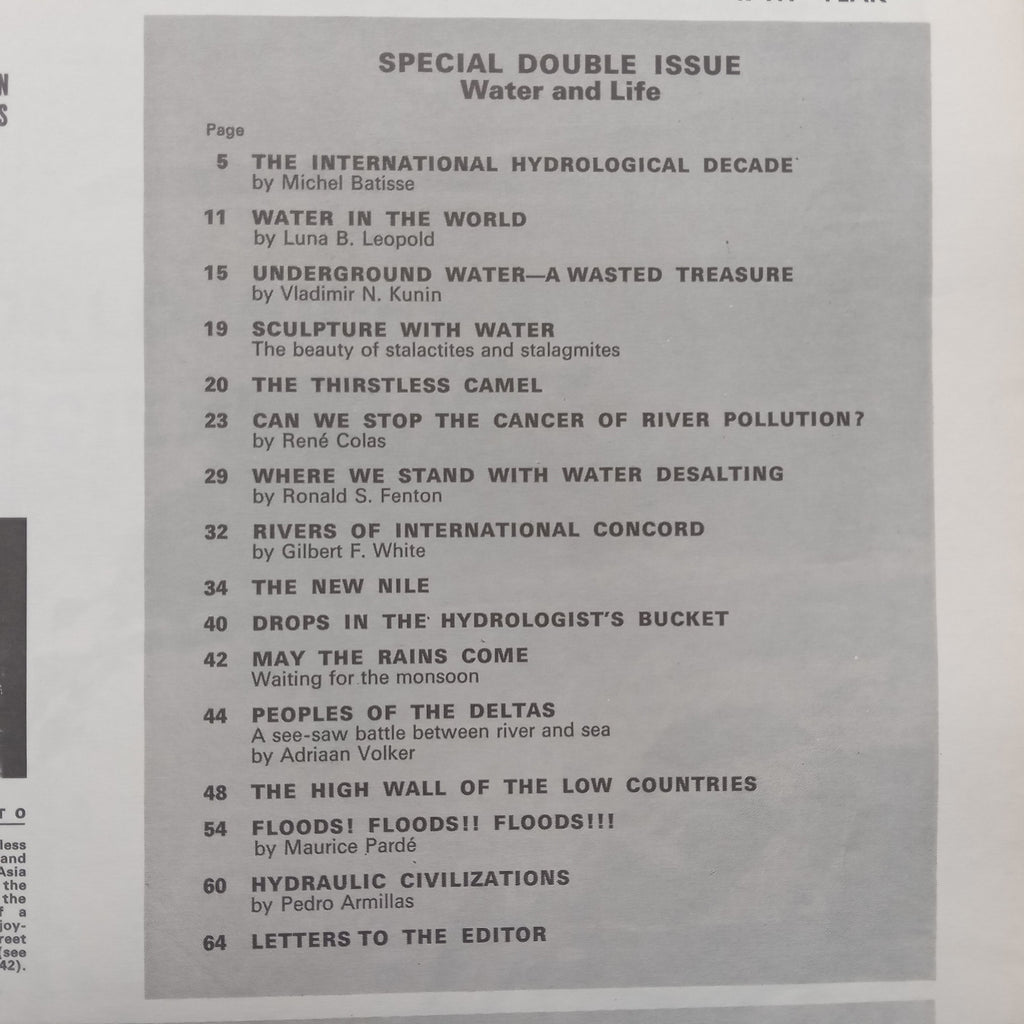 SPECIAL DOUBLE ISSUE
Water and Life
Page
5 THE INTERNATIONAL HYDROLOGICAL DECADE
by Michel Batisse
11 WATER IN THE WORLD
by Luna B. Leopold
15 UNDERGROUND WATER—A WASTED TREASURE
by Vladimir N. Kunin
19 SCULPTURE WITH WATER
The beauty of stalactites and stalagmites
20 THE THIRSTLESS CAMEL
23 CAN WE STOP THE CANCER OF RIVER POLLUTION?
by René Colas
29 WHERE WE STAND WITH WATER DESALTING
by Ronald S. Fenton
32 RIVERS OF INTERNATIONAL CONCORD
by Gilbert F. White
34 THE NEW NILE
40 DROPS IN THE HYDROLOGIST'S BUCKET
42 MAY THE RAINS COME
Waiting for the monsoon
44 PEOPLES OF THE DELTAS
A see-saw battle between river and sea
by Adriaan Volker
48 THE HIGH WALL OF THE LOW COUNTRIES
54 FLOODS! FLOODS!! FLOODS!!!
by Maurice Pardé
60 HYDRAULIC CIVILIZATIONS
by Pedro Armillas
64 LETTERS TO THE EDITOR
and
Asia
the
the
a
(see
42).